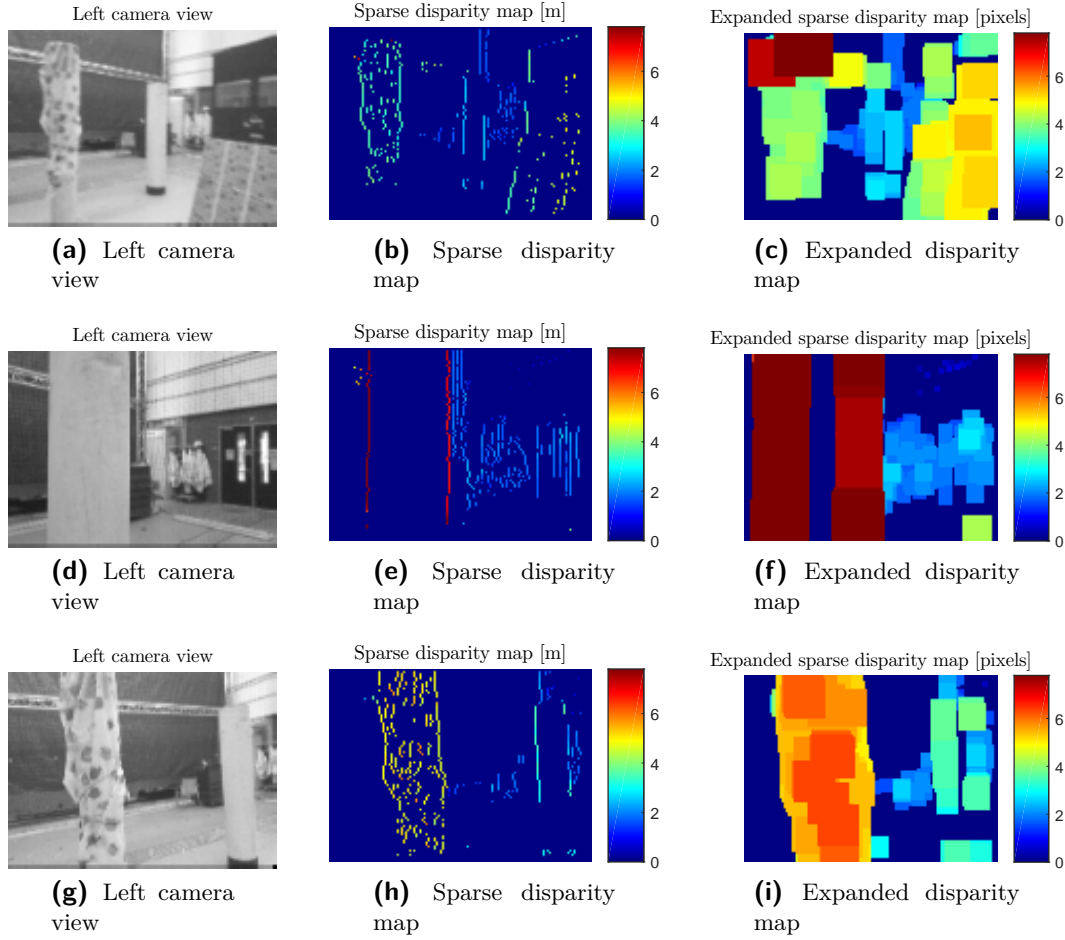 Left camera view
Sparse disparity map [m]
Expanded sparse disparity map [pixels]
6
4
2
0
6
4
2
0
(a) Left camera view
(b) Sparse disparity map
(c) Expanded disparity map
Left camera view
Sparse disparity map [m]
Expanded sparse disparity map [pixels]
6
4
2
0
6
4
2
0
(d) Left camera view
(e) Sparse disparity map
(f) Expanded disparity map
Left camera view
Sparse disparity map [m]
Expanded sparse disparity map [pixels]
6
4
2
0
6
4
2
0
(g) Left camera view
(h) Sparse disparity map
(i) Expanded disparity map